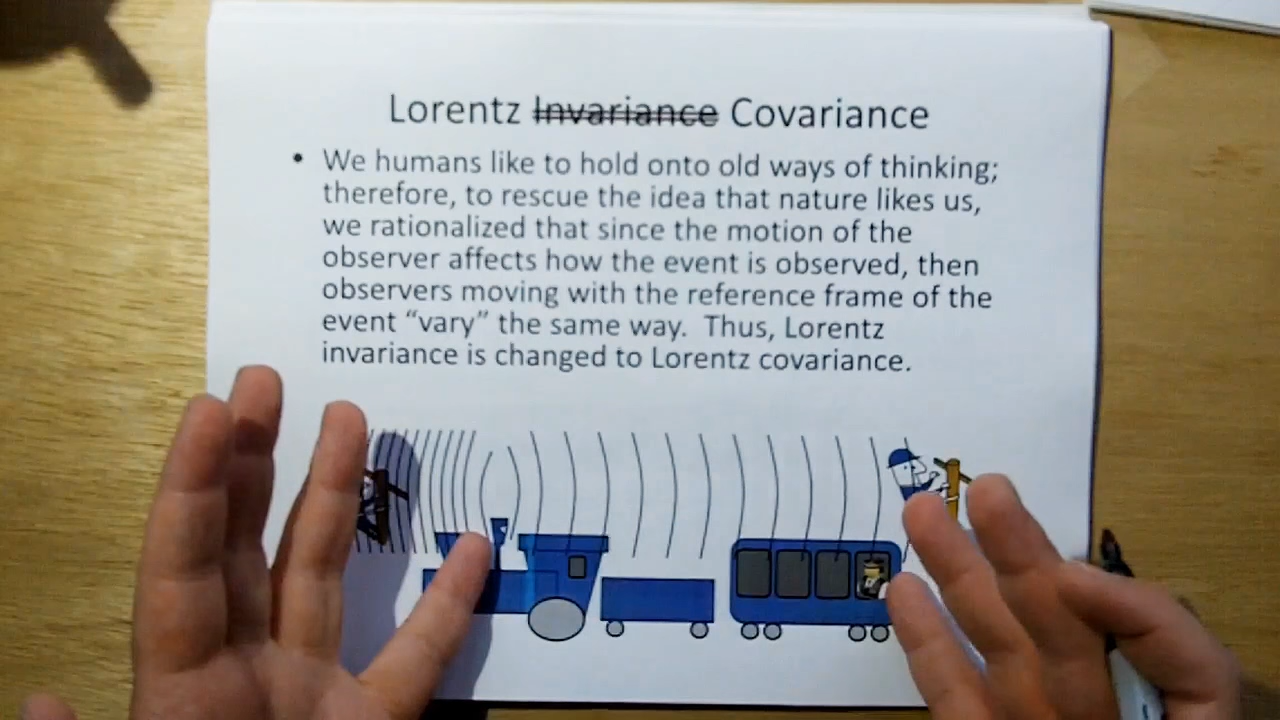 Lorentz Invariance Covariance
• We humans like to hold onto old ways of thinking;
therefore, to rescue the idea that nature likes us,
we rationalized that since the motion of the
observer affects how the event is observed, then
observers moving with the reference frame of the
event “vary” the same way.  Thus, Lorentz
invariance is changed to Lorentz covariance.